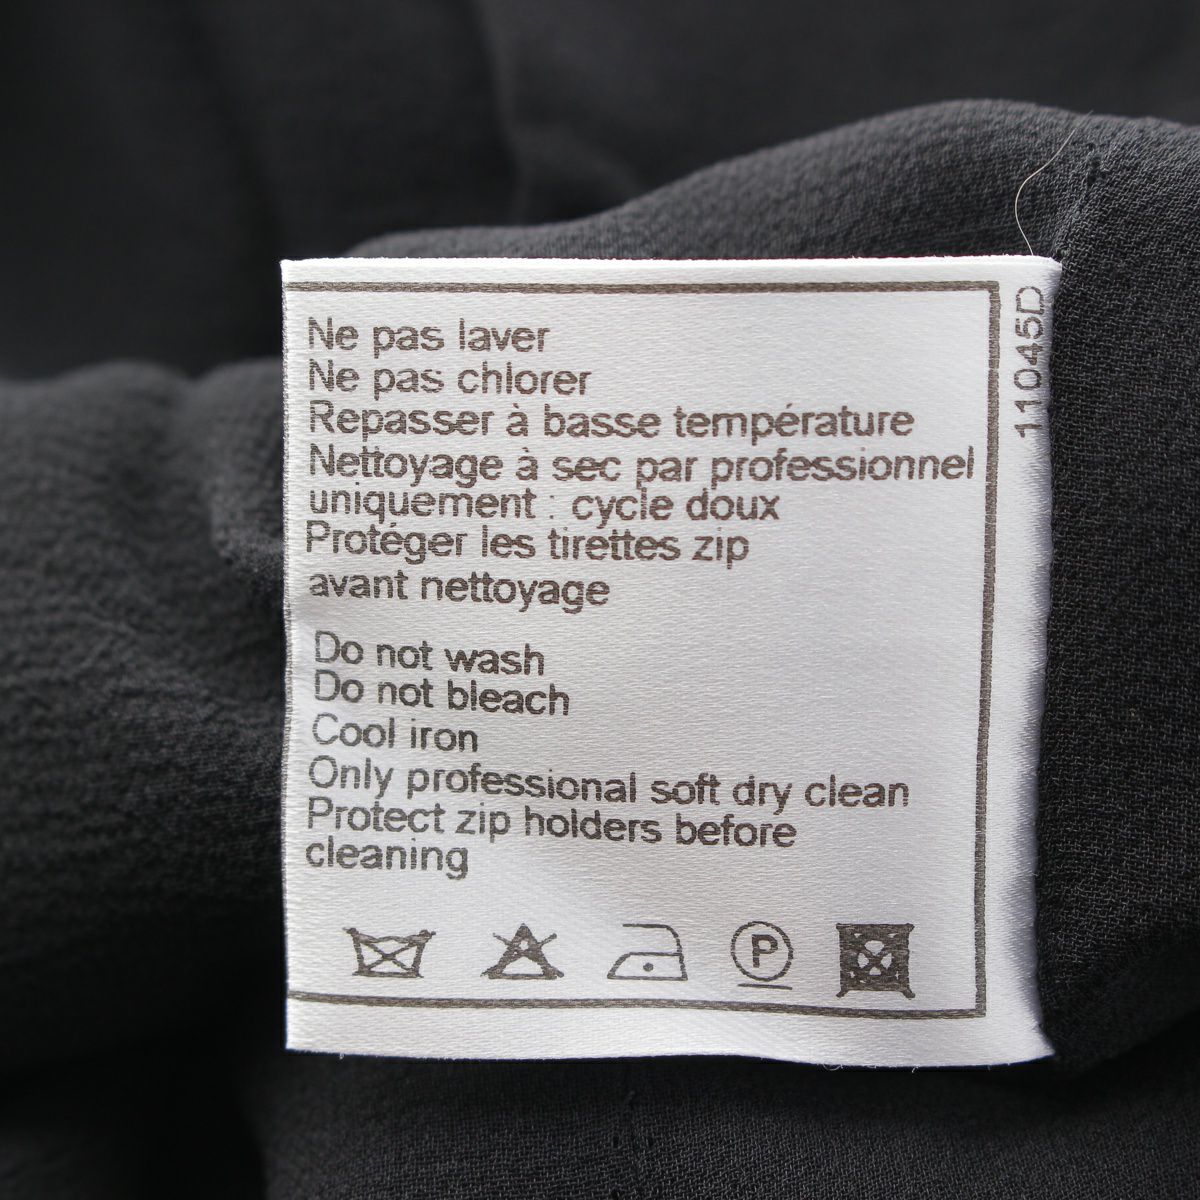 Ne pas laver
Ne pas chlorer
Repasser à basse température
Nettoyage à sec par professionnel
uniquement : cycle doux
Protéger les tirettes zip
avant nettoyage
Do not wash
Do not bleach
Cool iron
Only professional soft dry clean
Protect zip holders before
cleaning
P
11045D